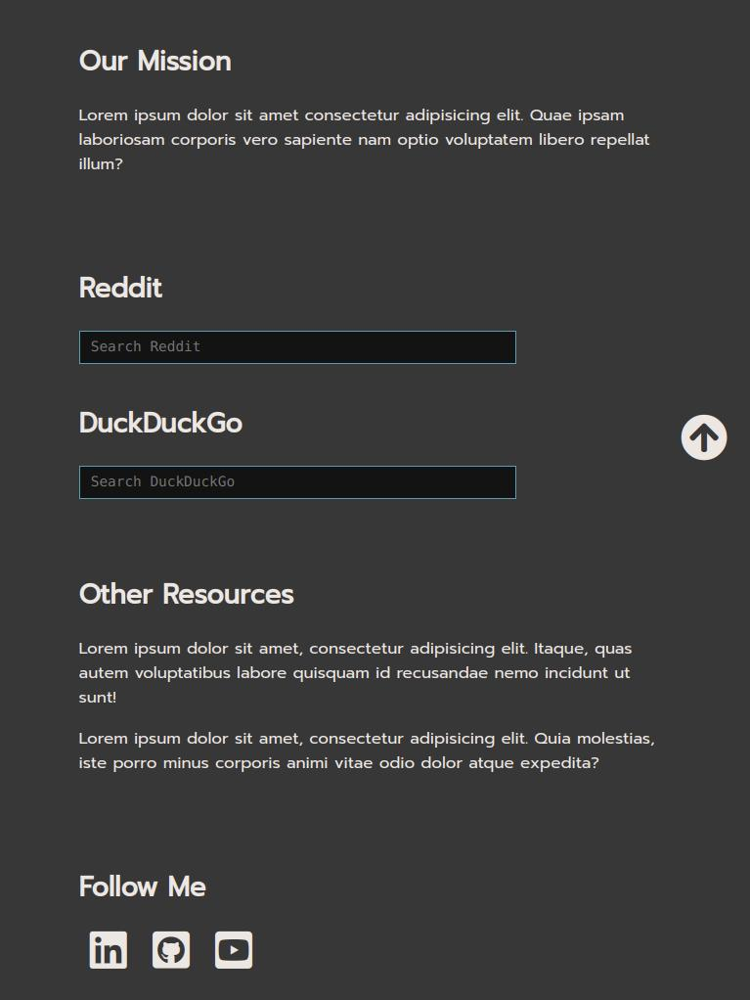 Our Mission
Lorem ipsum dolor sit amet consectetur adipisicing elit. Quae ipsam
laboriosam corporis vero sapiente nam optio voluptatem libero repellat
illum?
Reddit
Search Reddit
DuckDuckGo
Search DuckDuckGo
Other Resources
Lorem ipsum dolor sit amet, consectetur adipisicing elit. Itaque, quas
autem voluptatibus labore quisquam id recusandae nemo incidunt ut
sunt!
Lorem ipsum dolor sit amet, consectetur adipisicing elit. Quia molestias,
iste porro minus corporis animi vitae odio dolor atque expedita?
Follow Me
in